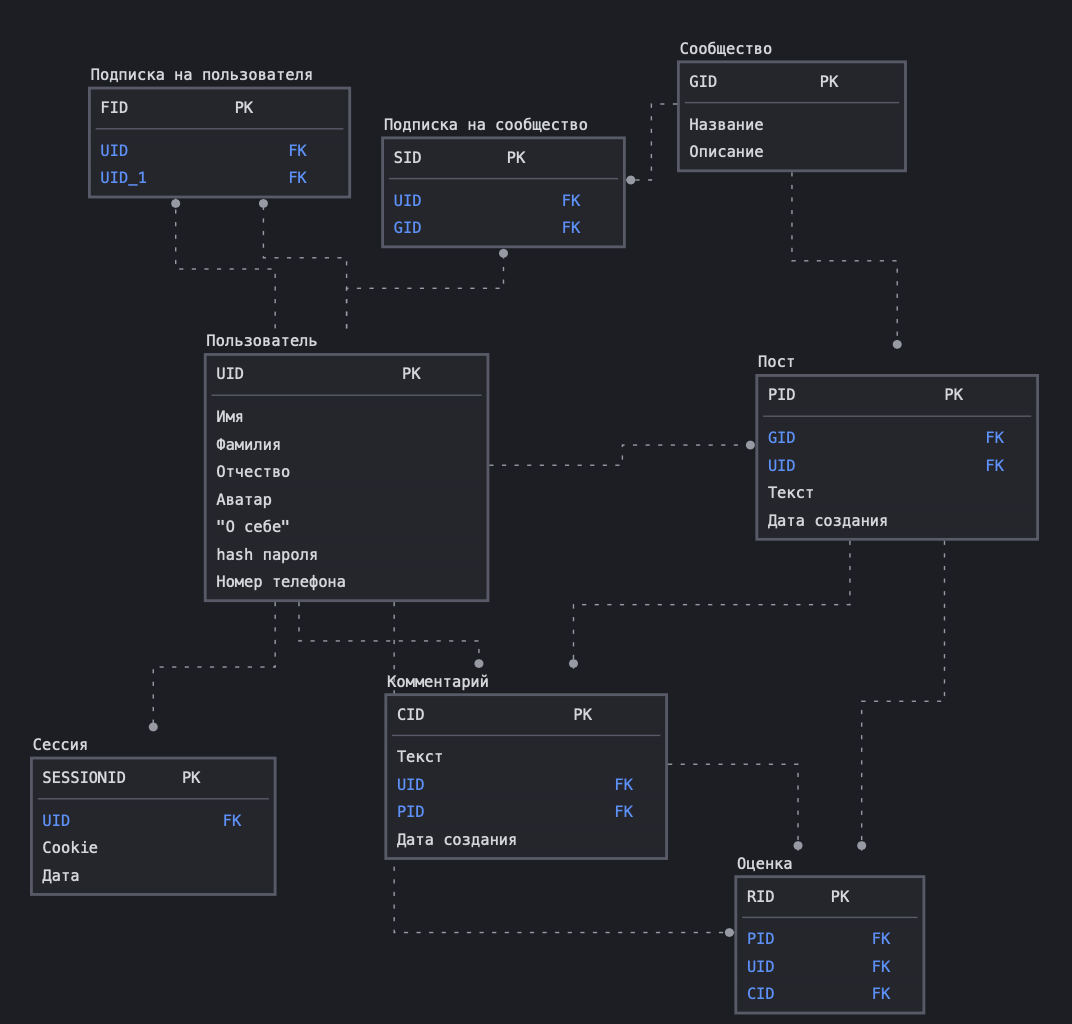 Сообщество
GID PK
Название
Описание
Подписка на пользователя
FID PK
UID FK
UID_1 FK
Подписка на сообщество
SID PK
UID FK
GID FK
Пользователь
UID PK
Имя
Фамилия
Отчество
Аватар
"О себе"
hash пароля
Номер телефона
Пост
PID PK
GID FK
UID FK
Текст
Дата создания
Комментарий
CID PK
Текст
UID FK
PID FK
Дата создания
Сессия
SESSIONID PK
UID FK
Cookie
Дата
Оценка
RID PK
PID FK
UID FK
CID FK